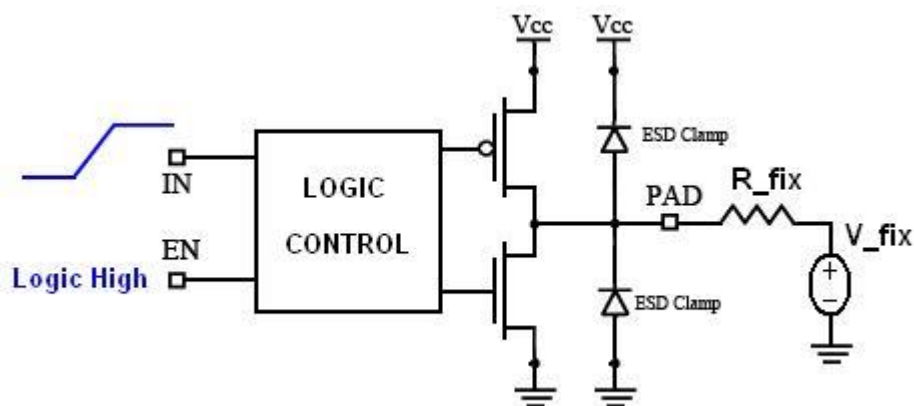 Vcc
Vcc
ESD Clamp
IN
LOGIC
CONTROL
PAD
R_fix
V_fix
EN
Logic High
ESD Clamp
+
−